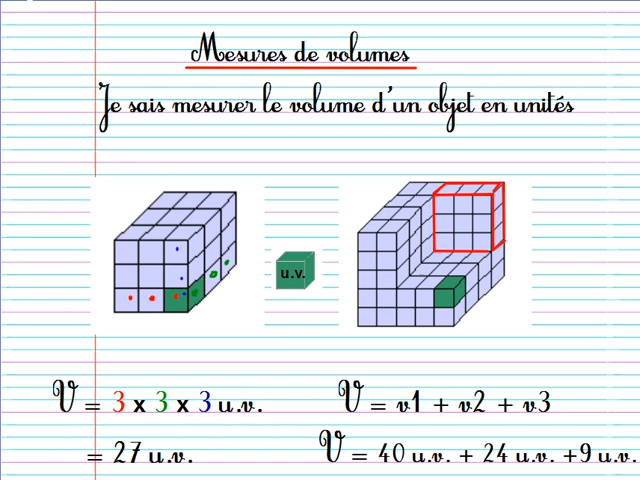 Mesures de volumes
Je sais mesurer le volume d'un objet en unités
u.v.
V = 3 x 3 x 3 u.v.
= 27 u.v.
V = v1 + v2 + v3
V = 40 u.v. + 24 u.v. +9 u.v.